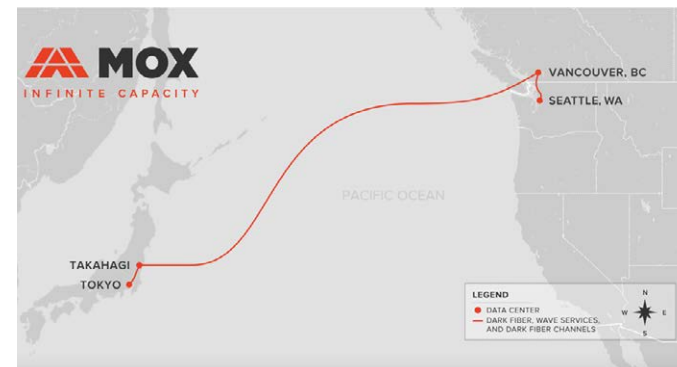 MOX
INFINITE CAPACITY
VANCOUVER, BC
SEATTLE, WA
PACIFIC OCEAN
TAKAHAGI
TOKYO
LEGEND
DATA CENTER
DARK FIBER, WAVE SERVICES,
AND DARK FIBER CHANNELS
N
W E
S